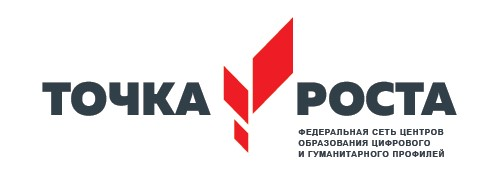 ТОЧКА РОСТА
ФЕДЕРАЛЬНАЯ СЕТЬ ЦЕНТРОВ
ОБРАЗОВАНИЯ ЦИФРОВОГО
И ГУМАНИТАРНОГО ПРОФИЛЕЙ